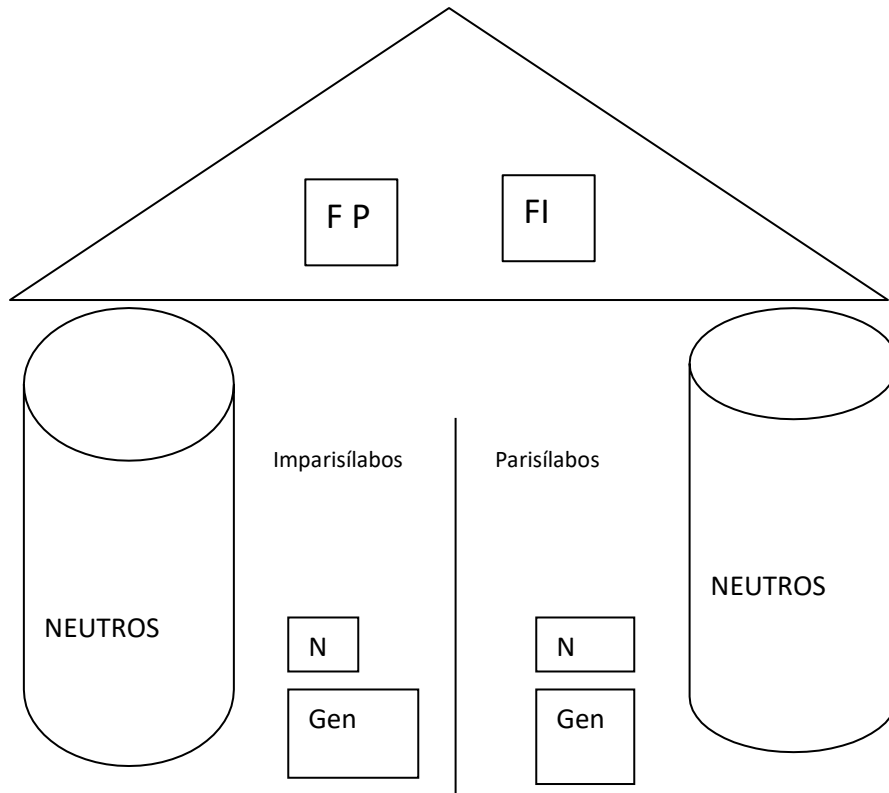 F P
FI
Imparisílabos
Parisílabos
NEUTROS
NEUTROS
N
N
Gen
Gen